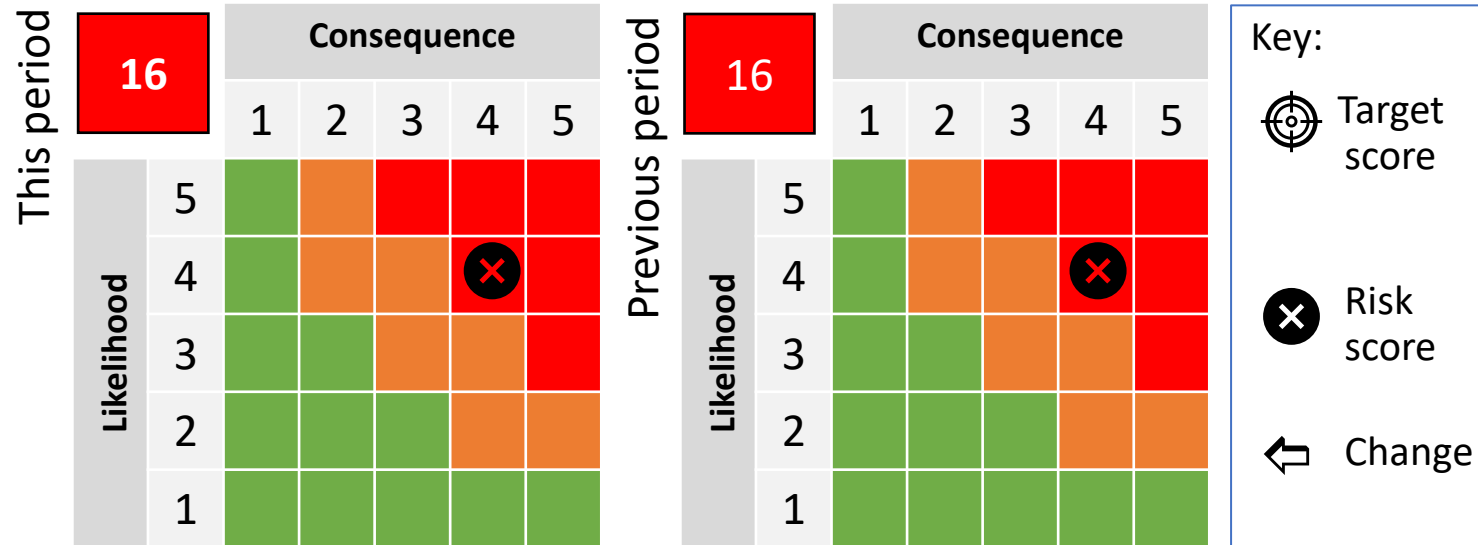 This period
16
Consequence
1 2 3 4 5
Likelihood
5
4
3
2
1
Previous period
16
Consequence
1 2 3 4 5
Likelihood
5
4
3
2
1
Key:
Target
score
Risk
score
Change